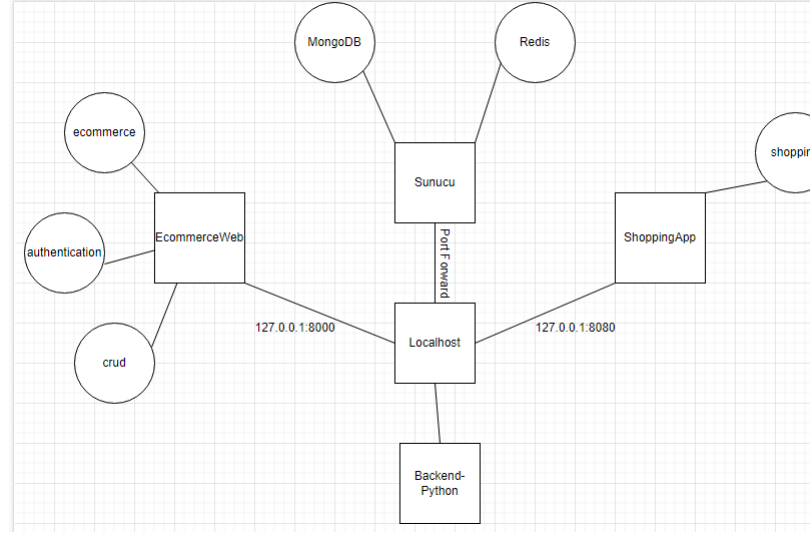 MongoDB
Redis
ecommerce
Sunucu
EcommerceWeb
ShoppingApp
authentication
Port Forward
127.0.0.1:8000
127.0.0.1:8080
Localhost
crud
Backend-
Python